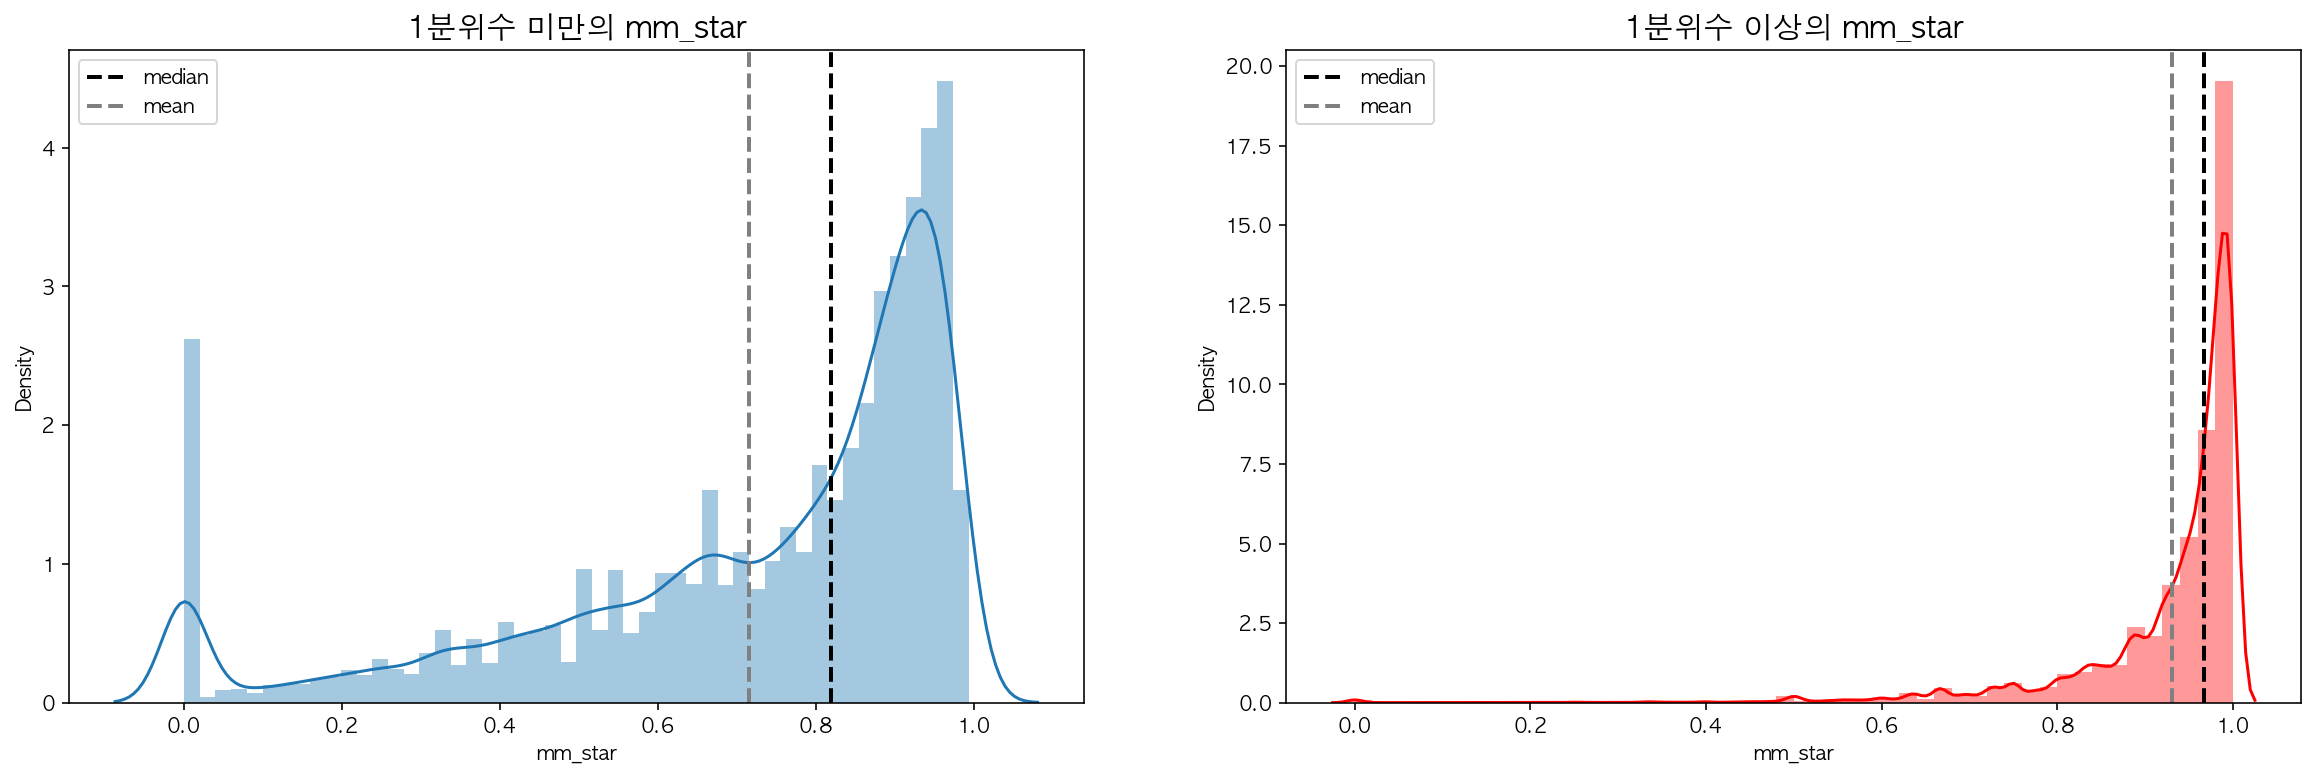 1분위수 미만의 mm_star
median
mean
4
3
2
1
0
Density
0.0 0.2 0.4 0.6 0.8 1.0
mm_star
1분위수 이상의 mm_star
median
mean
20.0
17.5
15.0
12.5
10.0
7.5
5.0
2.5
0.0
Density
0.0 0.2 0.4 0.6 0.8 1.0
mm_star